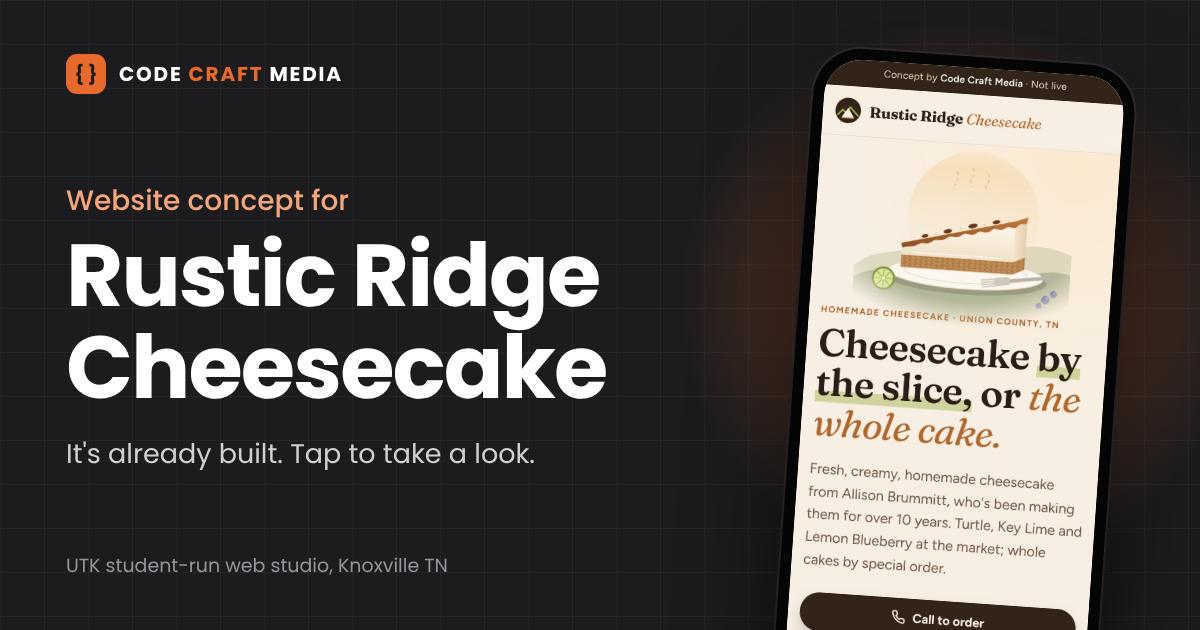 { } CODE CRAFT MEDIA
Website concept for
Rustic Ridge
Cheesecake
It's already built. Tap to take a look.
UTK student-run web studio, Knoxville TN
Concept by Code Craft Media · Not live
Rustic Ridge Cheesecake
HOMEMADE CHEESECAKE · UNION COUNTY, TN
Cheesecake by
the slice, or the
whole cake.
Fresh, creamy, homemade cheesecake
from Allison Brummitt, who's been making
them for over 10 years. Turtle, Key Lime and
Lemon Blueberry at the market; whole
cakes by special order.
Call to order